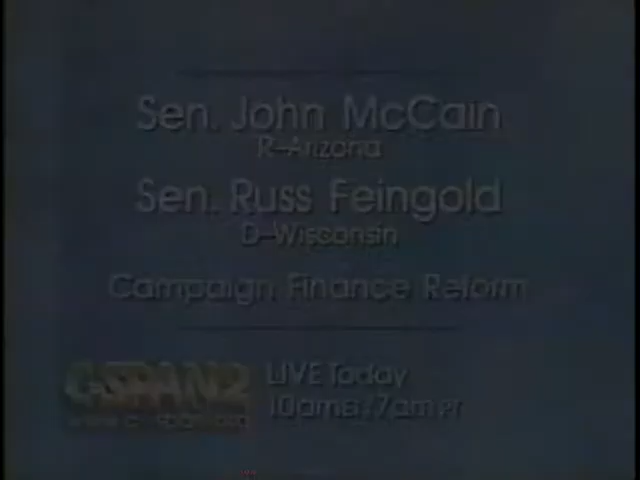 Sen. John McCain
R-Arizona
Sen. Russ Feingold
D-Wisconsin
Campaign Finance Reform
C-SPAN2
LIVE Today
10am ET/7am PT